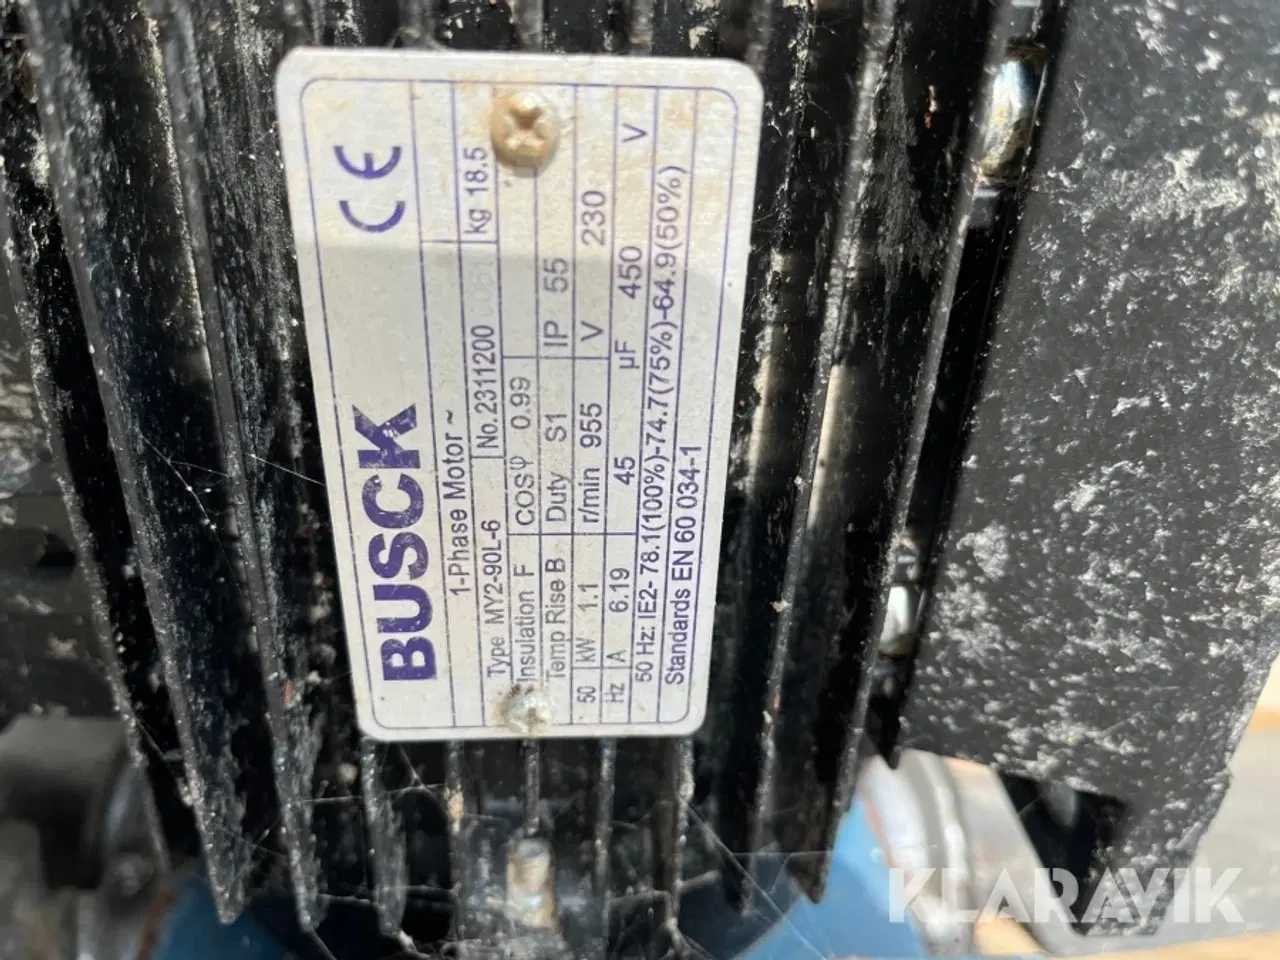 BUSCK CE
1-Phase Motor ~
Type MY2-90L-6 No.2311200 kg 18.5
Insulation F COSφ 0.99
Temp Rise B Duty S1 IP 55
50 kW 1.1 r/min 955 V 230
Hz A 6.19 45 µF 450 V
50 Hz: IE2- 78.1(100%)-74.7(75%)-64.9(50%)
Standards EN 60 034-1
KLARAVIK